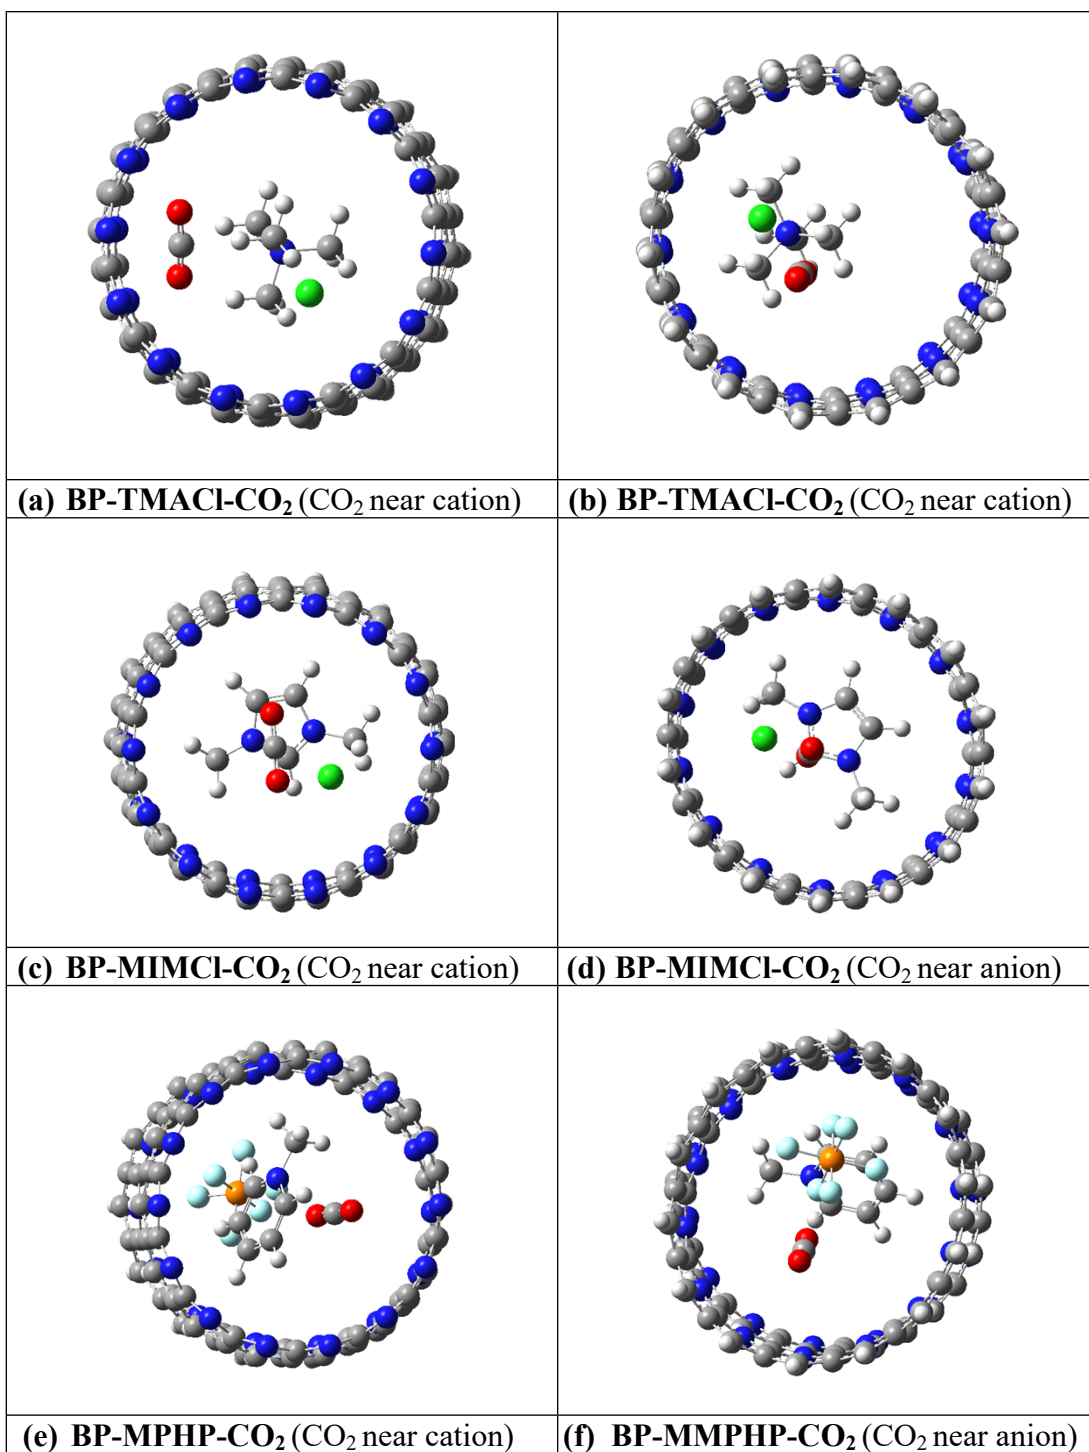 (a) BP-TMACl-CO₂ (CO₂ near cation)
(b) BP-TMACl-CO₂ (CO₂ near cation)
(c) BP-MIMCl-CO₂ (CO₂ near cation)
(d) BP-MIMCl-CO₂ (CO₂ near anion)
(e) BP-MPHP-CO₂ (CO₂ near cation)
(f) BP-MMPHP-CO₂ (CO₂ near anion)